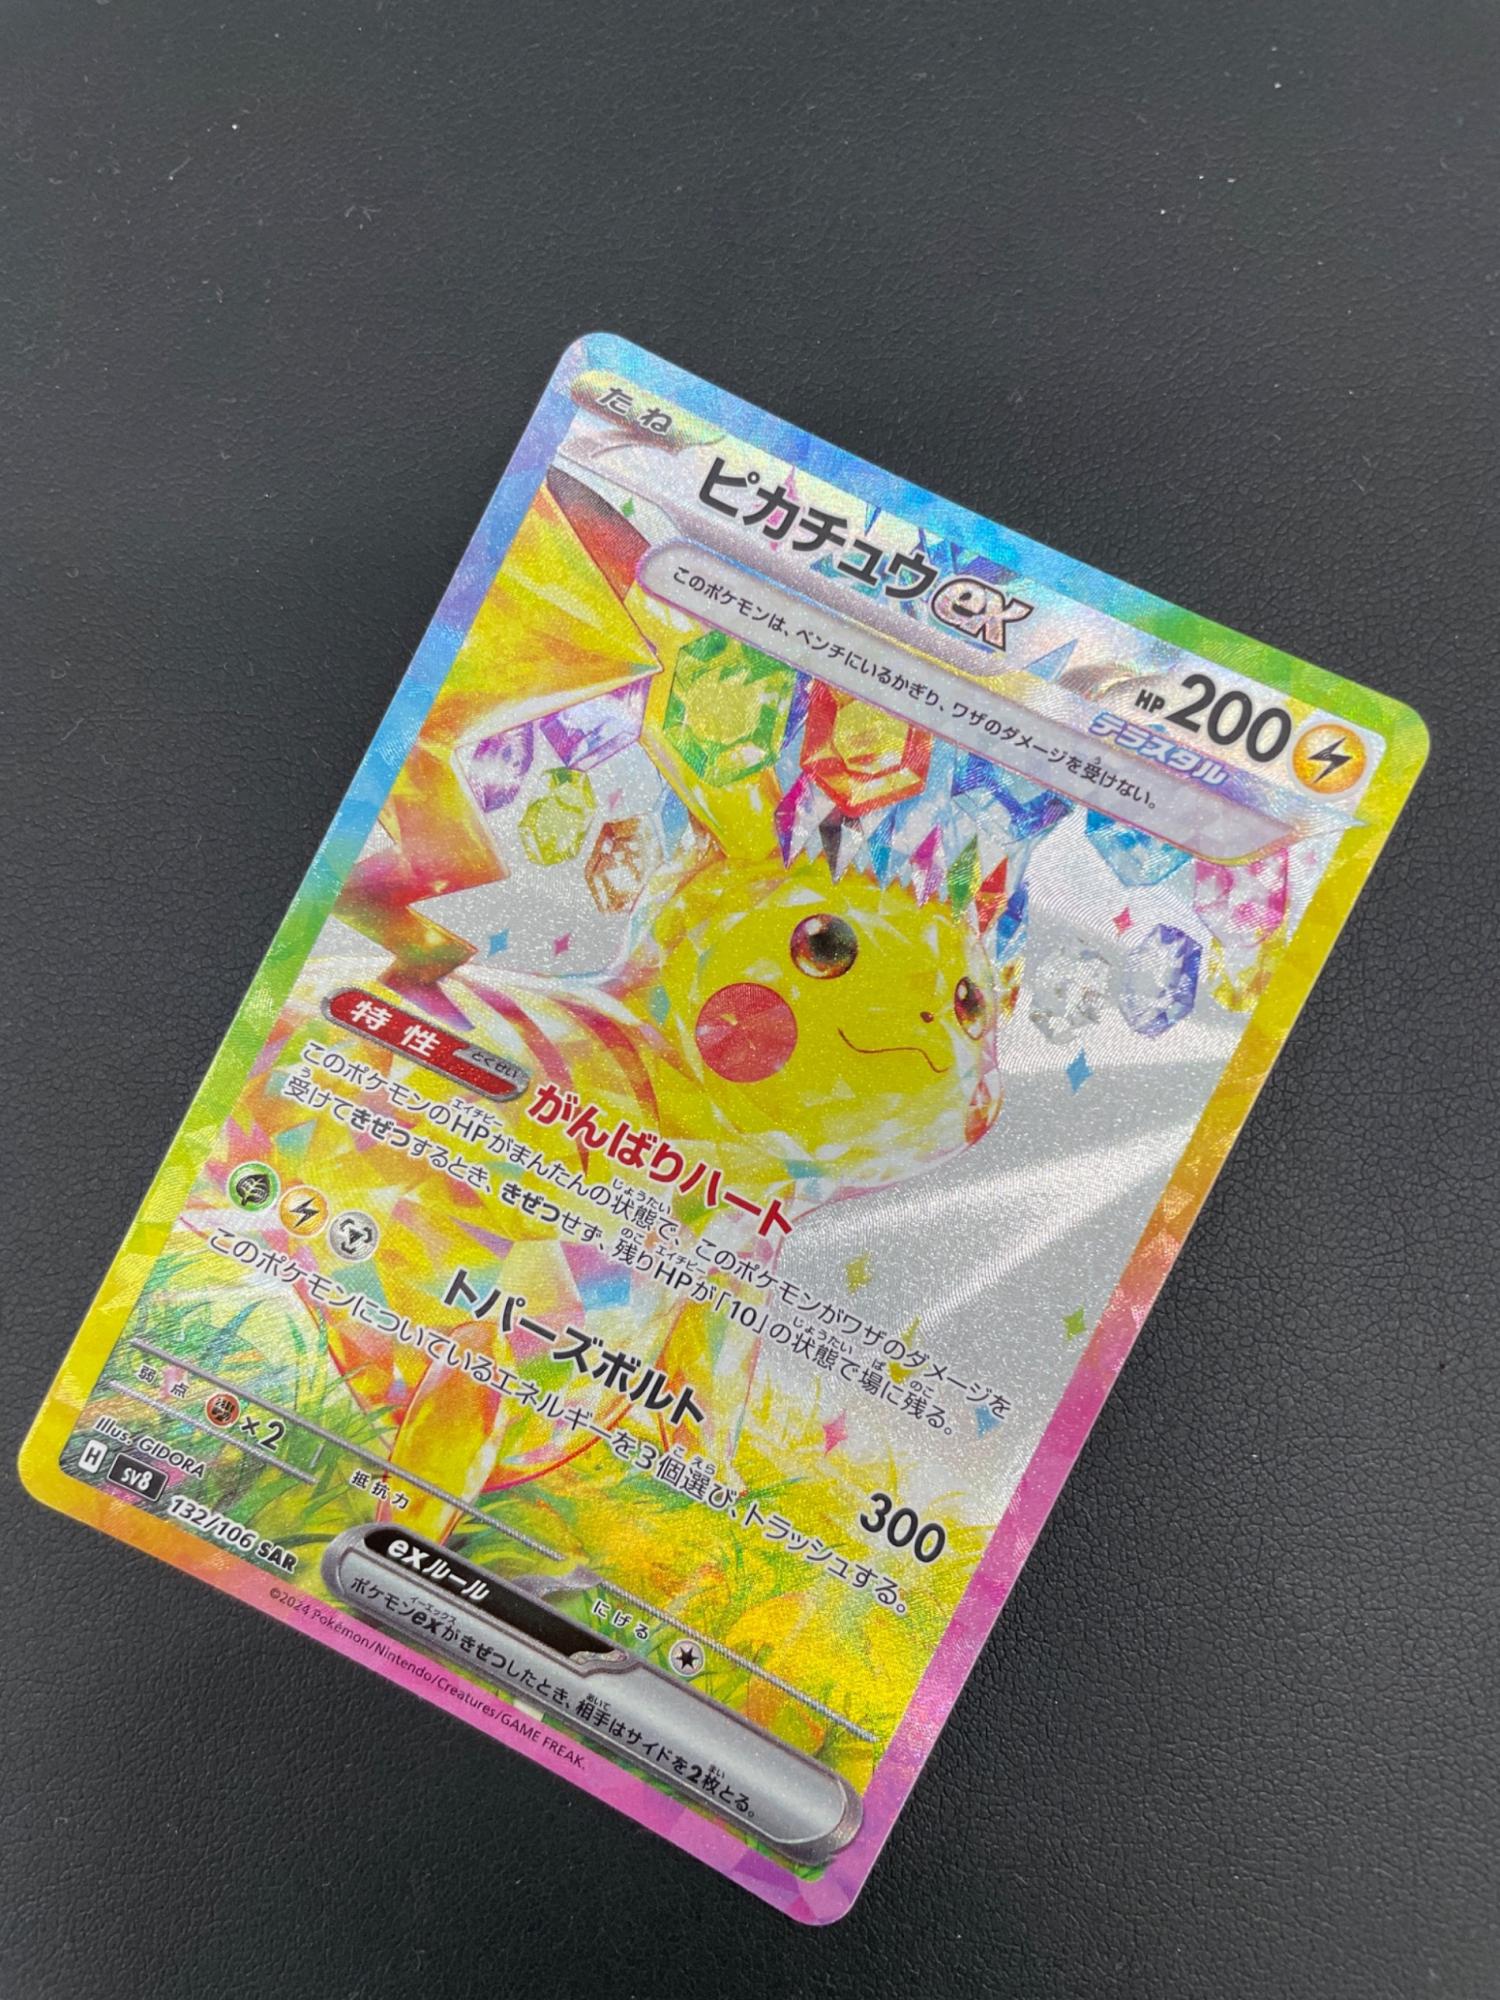 たね
ピカチュウex
HP 200
テラスタル
このポケモンは、ベンチにいるかぎり、ワザのダメージを受けない。
特性 とくせい
がんばりハート
このポケモンのHPがまんたんの状態で、このポケモンがワザのダメージを
受けてきぜつするとき、きぜつせず、残りHPが「10」の状態で場に残る。
トパーズボルト 300
このポケモンについているエネルギーを3個選び、トラッシュする。
弱点 ×2
抵抗力
にげる
Illus. GIDORA
H sv8 132/106 SAR
exルール
ポケモンexがきぜつしたとき、相手はサイドを2枚とる。
©2024 Pokémon/Nintendo/Creatures/GAME FREAK.